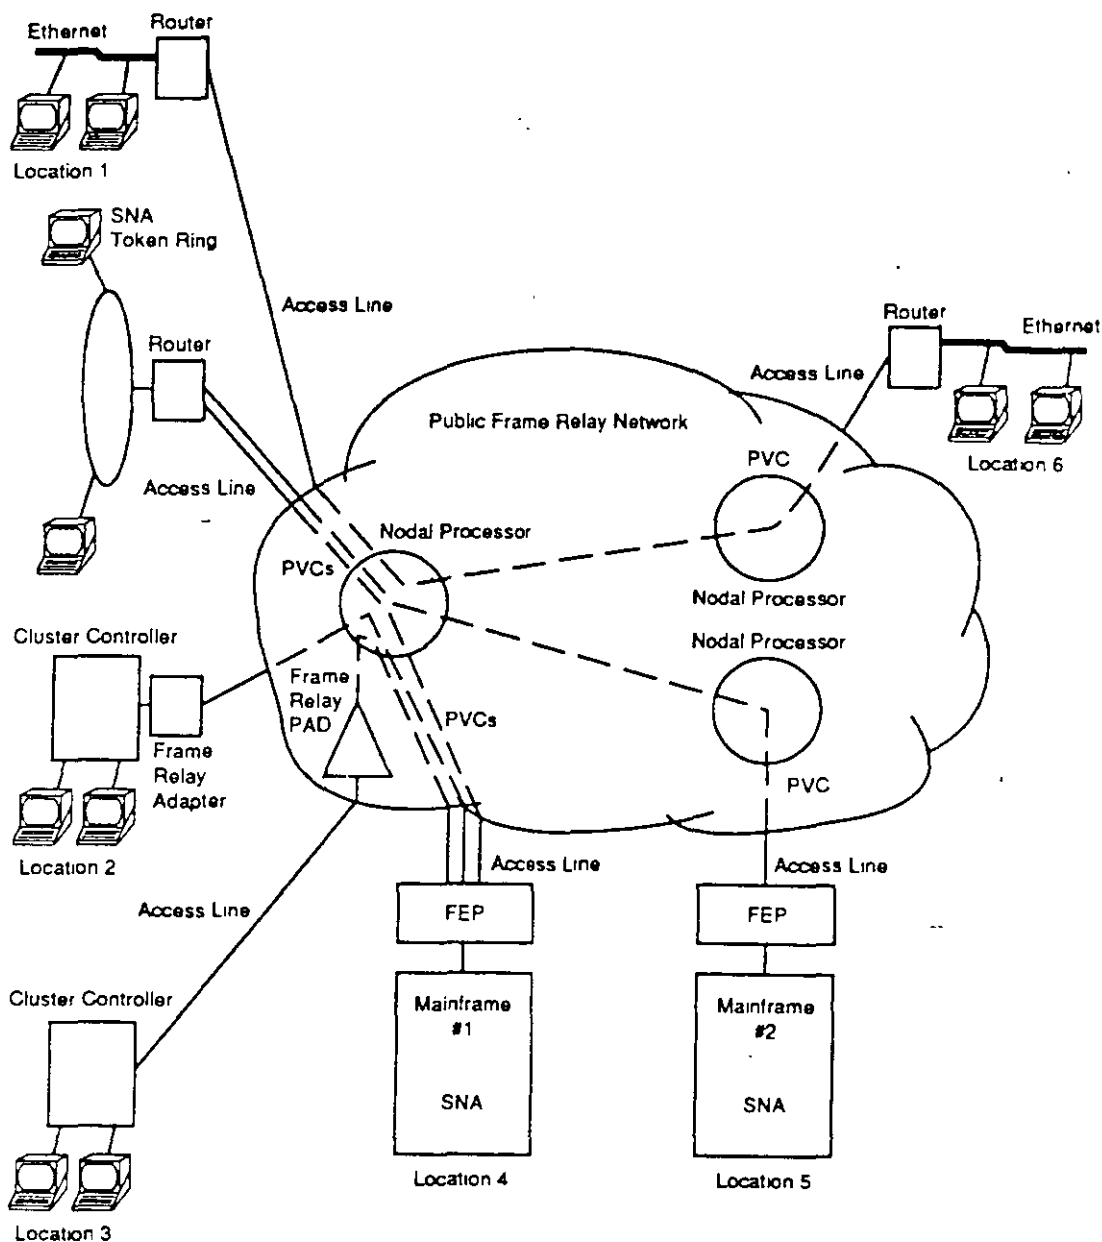 Ethernet
Router
Location 1
SNA
Token Ring
Access Line
Router
Access Line
Public Frame Relay Network
Router
Ethernet
Access Line
Location 6
PVC
Nodal Processor
PVCs
Nodal Processor
Nodal Processor
Cluster Controller
Frame
Relay
PAD
PVCs
Frame
Relay
Adapter
PVC
Location 2
Access Line
Access Line
Access Line
FEP
FEP
Cluster Controller
Mainframe
#1
SNA
Mainframe
#2
SNA
Location 4
Location 5
Location 3